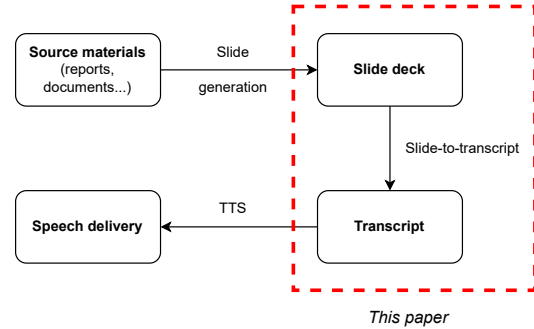 Source materials
(reports,
documents...)
Slide
generation
Slide deck
Slide-to-transcript
Speech delivery
TTS
Transcript
This paper